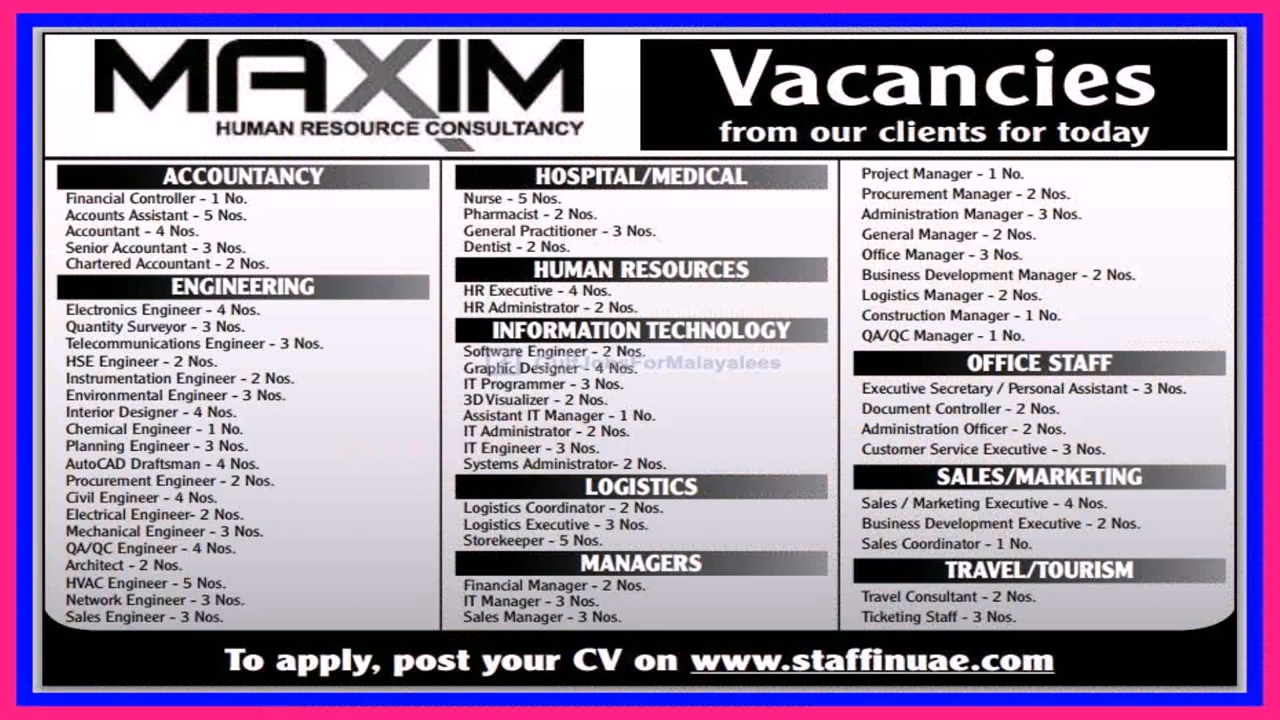 MAXIM
HUMAN RESOURCE CONSULTANCY
Vacancies
from our clients for today
ACCOUNTANCY
Financial Controller - 1 No.
Accounts Assistant - 5 Nos.
Accountant - 4 Nos.
Senior Accountant - 3 Nos.
Chartered Accountant - 2 Nos.
ENGINEERING
Electronics Engineer - 4 Nos.
Quantity Surveyor - 3 Nos.
Telecommunications Engineer - 3 Nos.
HSE Engineer - 2 Nos.
Instrumentation Engineer - 2 Nos.
Environmental Engineer - 3 Nos.
Interior Designer - 4 Nos.
Chemical Engineer - 1 No.
Planning Engineer - 3 Nos.
AutoCAD Draftsman - 4 Nos.
Procurement Engineer - 2 Nos.
Civil Engineer - 4 Nos.
Electrical Engineer- 2 Nos.
Mechanical Engineer - 3 Nos.
QA/QC Engineer - 4 Nos.
Architect - 2 Nos.
HVAC Engineer - 5 Nos.
Network Engineer - 3 Nos.
Sales Engineer - 3 Nos.
HOSPITAL/MEDICAL
Nurse - 5 Nos.
Pharmacist - 2 Nos.
General Practitioner - 3 Nos.
Dentist - 2 Nos.
HUMAN RESOURCES
HR Executive - 4 Nos.
HR Administrator - 2 Nos.
INFORMATION TECHNOLOGY
Software Engineer - 2 Nos.
GulfJobsForMalayalees
Graphic Designer - 4 Nos.
IT Programmer - 3 Nos.
3D Visualizer - 2 Nos.
Assistant IT Manager - 1 No.
IT Administrator - 2 Nos.
IT Engineer - 3 Nos.
Systems Administrator- 2 Nos.
LOGISTICS
Logistics Coordinator - 2 Nos.
Logistics Executive - 3 Nos.
Storekeeper - 5 Nos.
MANAGERS
Financial Manager - 2 Nos.
IT Manager - 3 Nos.
Sales Manager - 3 Nos.
Project Manager - 1 No.
Procurement Manager - 2 Nos.
Administration Manager - 3 Nos.
General Manager - 2 Nos.
Office Manager - 3 Nos.
Business Development Manager - 2 Nos.
Logistics Manager - 2 Nos.
Construction Manager - 1 No.
QA/QC Manager - 1 No.
OFFICE STAFF
Executive Secretary / Personal Assistant - 3 Nos.
Document Controller - 2 Nos.
Administration Officer - 2 Nos.
Customer Service Executive - 3 Nos.
SALES/MARKETING
Sales / Marketing Executive - 4 Nos.
Business Development Executive - 2 Nos.
Sales Coordinator - 1 No.
TRAVEL/TOURISM
Travel Consultant - 2 Nos.
Ticketing Staff - 3 Nos.
To apply, post your CV on www.staffinuae.com